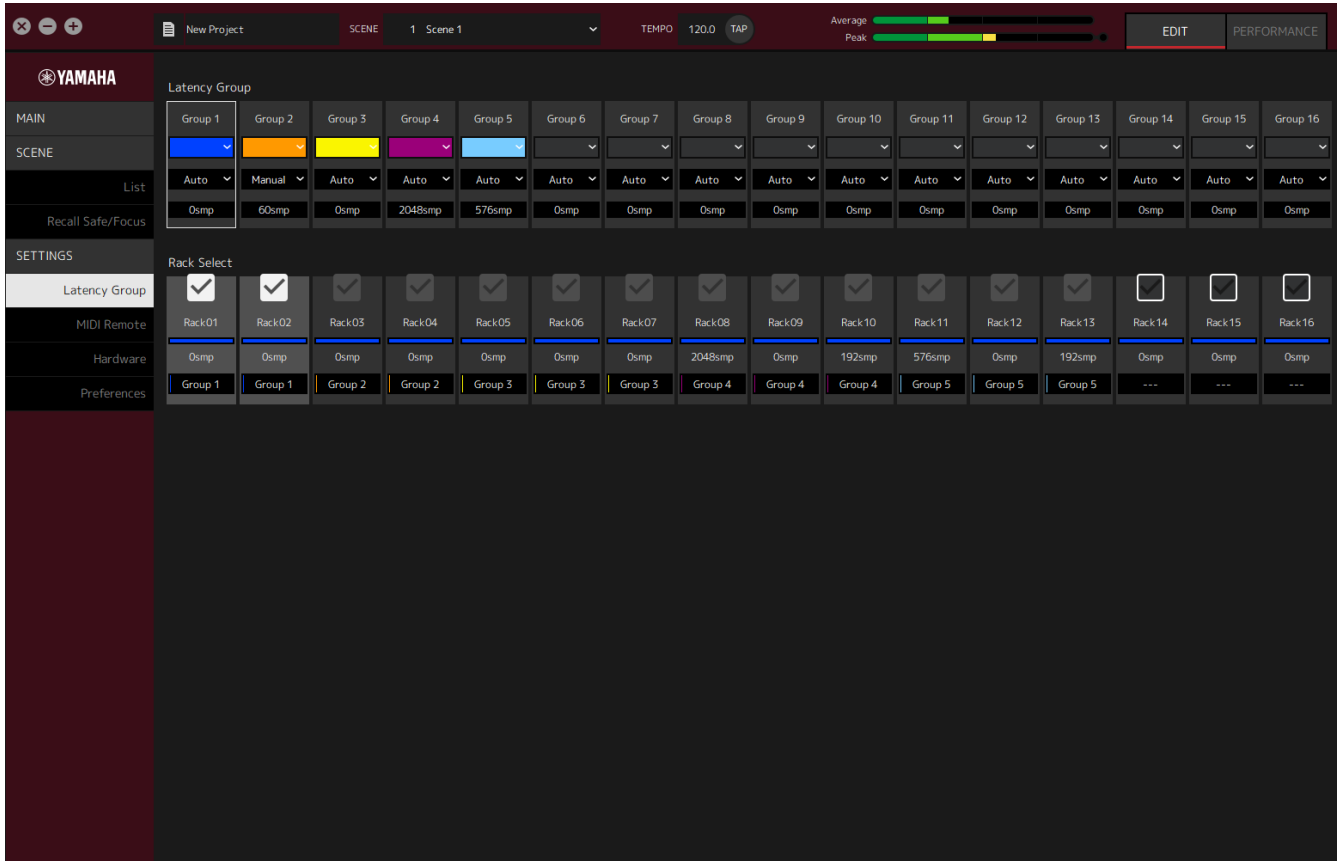 New Project SCENE 1 Scene 1 TEMPO 120.0 TAP Average EDIT PERFORMANCE
Peak
YAMAHA
MAIN
SCENE
List
Recall Safe/Focus
SETTINGS
Latency Group
MIDI Remote
Hardware
Preferences
Latency Group
Group 1 Group 2 Group 3 Group 4 Group 5 Group 6 Group 7 Group 8 Group 9 Group 10 Group 11 Group 12 Group 13 Group 14 Group 15 Group 16
Auto Manual Auto Auto Auto Auto Auto Auto Auto Auto Auto Auto Auto Auto Auto Auto
0smp 60smp 0smp 2048smp 576smp 0smp 0smp 0smp 0smp 0smp 0smp 0smp 0smp 0smp 0smp 0smp
Rack Select
Rack01 Rack02 Rack03 Rack04 Rack05 Rack06 Rack07 Rack08 Rack09 Rack10 Rack11 Rack12 Rack13 Rack14 Rack15 Rack16
0smp 0smp 0smp 0smp 0smp 0smp 0smp 2048smp 0smp 192smp 576smp 0smp 192smp 0smp 0smp 0smp
Group 1 Group 1 Group 2 Group 2 Group 3 Group 3 Group 3 Group 4 Group 4 Group 4 Group 5 Group 5 Group 5 --- --- ---